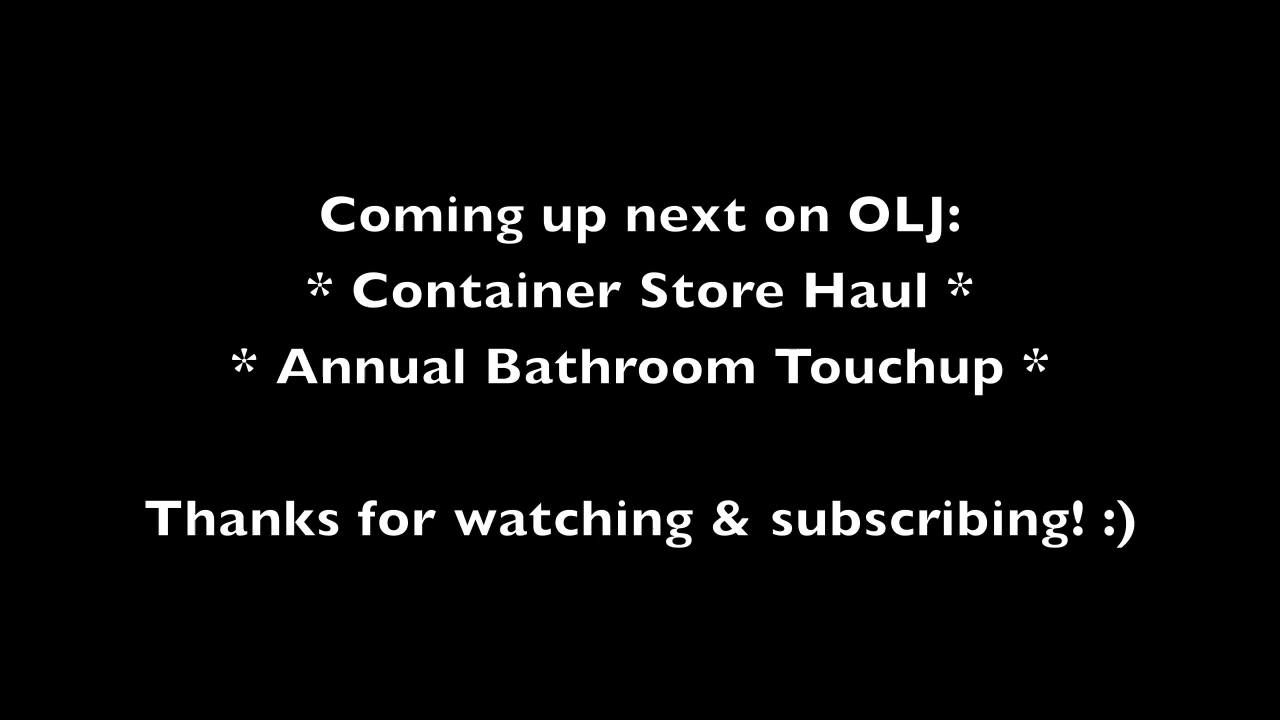 Coming up next on OLJ:
* Container Store Haul *
* Annual Bathroom Touchup *
Thanks for watching & subscribing! :)